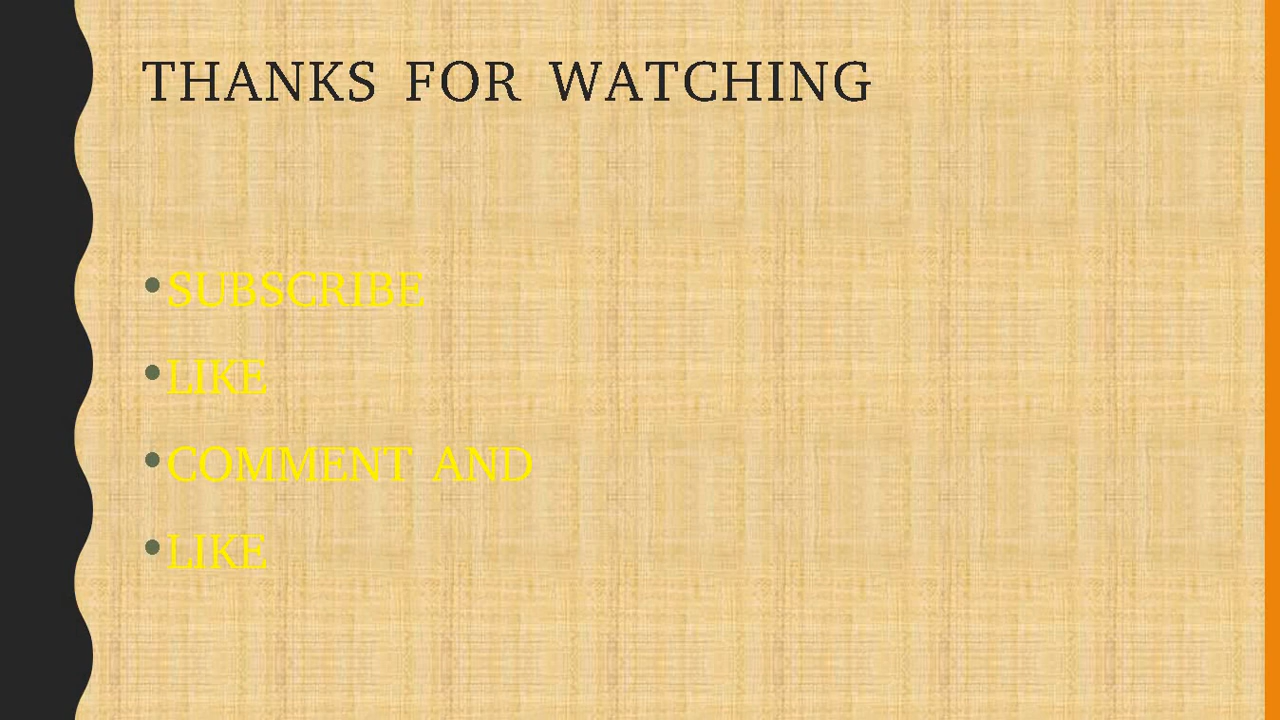 THANKS FOR WATCHING
•SUBSCRIBE
•LIKE
•COMMENT AND
•LIKE